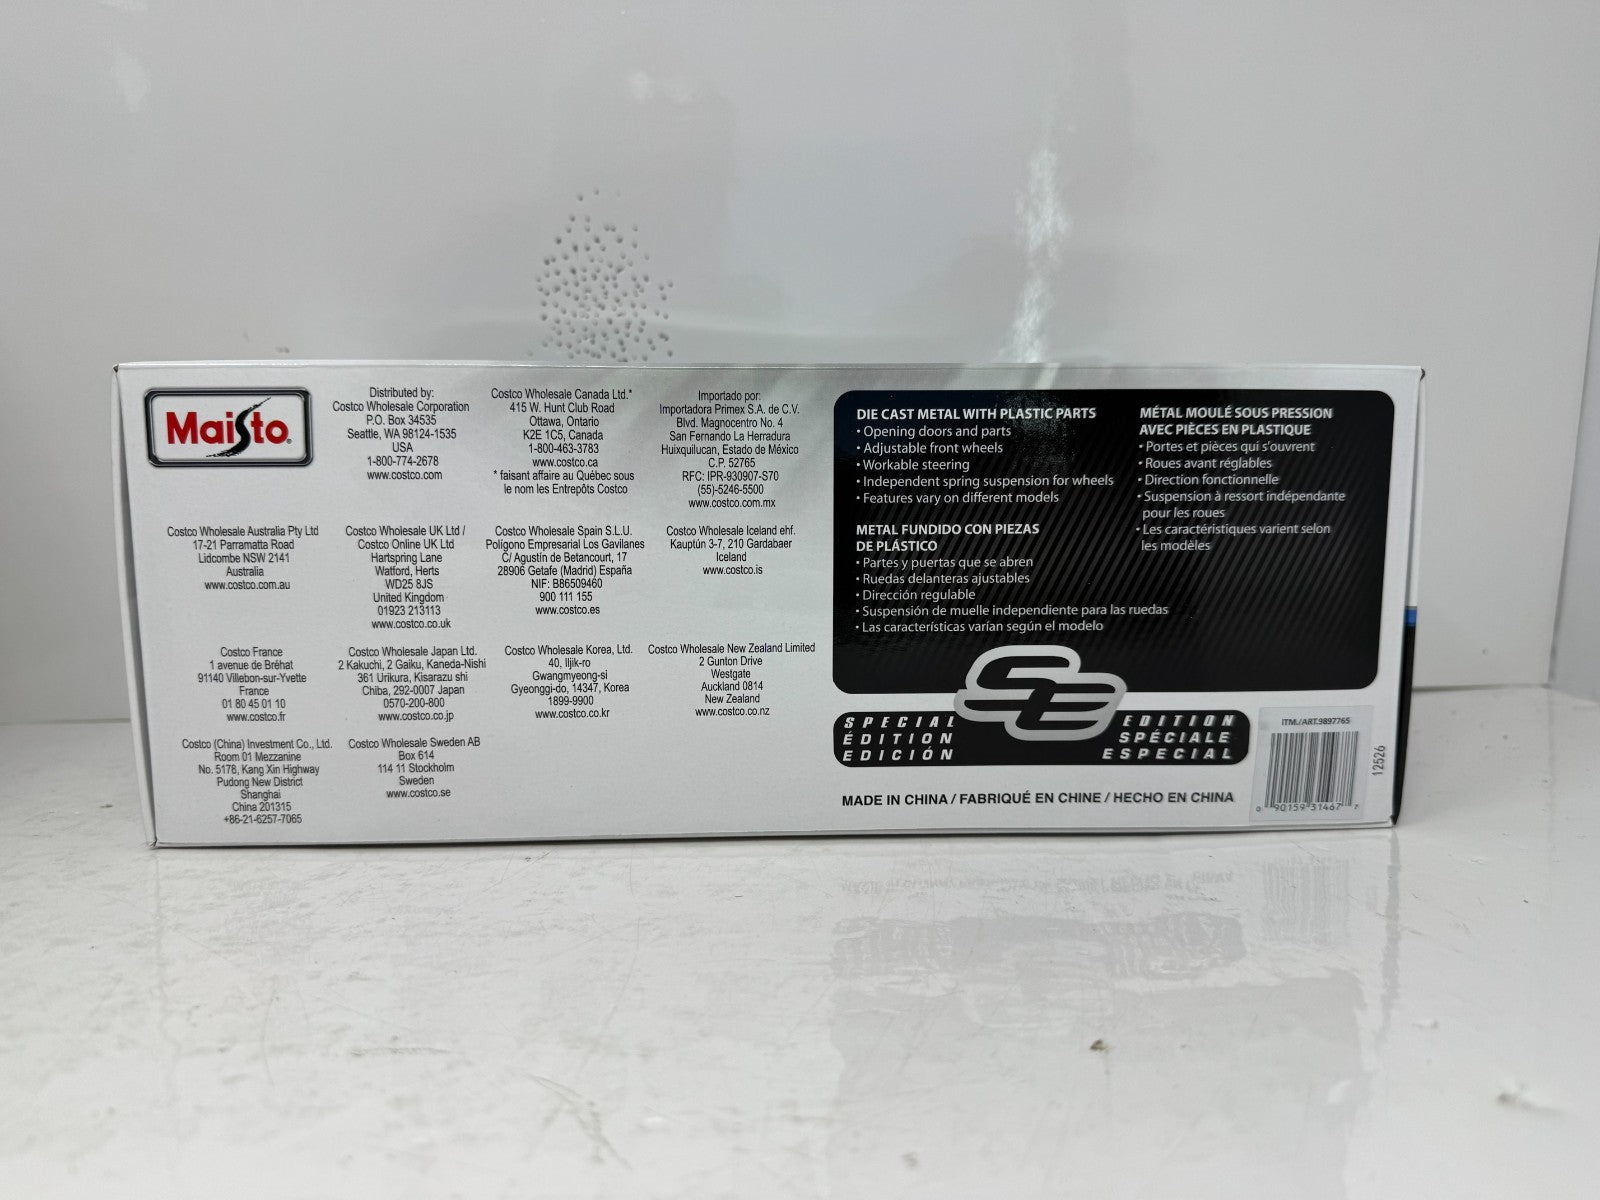 Maisto
Distributed by:
Costco Wholesale Corporation
P.O. Box 34535
Seattle, WA 98124-1535
USA
1-800-774-2678
www.costco.com
Costco Wholesale Canada Ltd.*
415 W. Hunt Club Road
Ottawa, Ontario
K2E 1C5, Canada
1-800-463-3783
www.costco.ca
* faisant affaire au Québec sous
le nom les Entrepôts Costco
Importado por:
Importadora Primex S.A. de C.V.
Blvd. Magnocentro No. 4
San Fernando La Herradura
Huixquilucan, Estado de México
C.P. 52765
RFC: IPR-930907-S70
(55)-5246-5500
www.costco.com.mx
Costco Wholesale Australia Pty Ltd
17-21 Parramatta Road
Lidcombe NSW 2141
Australia
www.costco.com.au
Costco Wholesale UK Ltd /
Costco Online UK Ltd
Hartspring Lane
Watford, Herts
WD25 8JS
United Kingdom
01923 213113
www.costco.co.uk
Costco Wholesale Spain S.L.U.
Polígono Empresarial Los Gavilanes
C/ Agustín de Betancourt, 17
28906 Getafe (Madrid) España
NIF: B86509460
900 111 155
www.costco.es
Costco Wholesale Iceland ehf.
Kauptún 3-7, 210 Gardabaer
Iceland
www.costco.is
Costco France
1 avenue de Bréhat
91140 Villebon-sur-Yvette
France
01 80 45 01 10
www.costco.fr
Costco Wholesale Japan Ltd.
2 Kakuchi, 2 Gaiku, Kaneda-Nishi
361 Urikura, Kisarazu shi
Chiba, 292-0007 Japan
0570-200-800
www.costco.co.jp
Costco Wholesale Korea, Ltd.
40, Iljik-ro
Gwangmyeong-si
Gyeonggi-do, 14347, Korea
1899-9900
www.costco.co.kr
Costco Wholesale New Zealand Limited
2 Gunton Drive
Westgate
Auckland 0814
New Zealand
www.costco.co.nz
Costco (China) Investment Co., Ltd.
Room 01 Mezzanine
No. 5178, Kang Xin Highway
Pudong New District
Shanghai
China 201315
+86-21-6257-7065
Costco Wholesale Sweden AB
Box 614
114 11 Stockholm
Sweden
www.costco.se
DIE CAST METAL WITH PLASTIC PARTS
• Opening doors and parts
• Adjustable front wheels
• Workable steering
• Independent spring suspension for wheels
• Features vary on different models
METAL FUNDIDO CON PIEZAS
DE PLÁSTICO
• Partes y puertas que se abren
• Ruedas delanteras ajustables
• Dirección regulable
• Suspensión de muelle independiente para las ruedas
• Las características varían según el modelo
MÉTAL MOULÉ SOUS PRESSION
AVEC PIÈCES EN PLASTIQUE
• Portes et pièces qui s'ouvrent
• Roues avant réglables
• Direction fonctionnelle
• Suspension à ressort indépendante
pour les roues
• Les caractéristiques varient selon
les modèles
SE
SPECIAL EDITION
ÉDITION SPÉCIALE
EDICIÓN ESPECIAL
MADE IN CHINA / FABRIQUÉ EN CHINE / HECHO EN CHINA
ITM./ART.9897765
0 90159 31467 7
12526